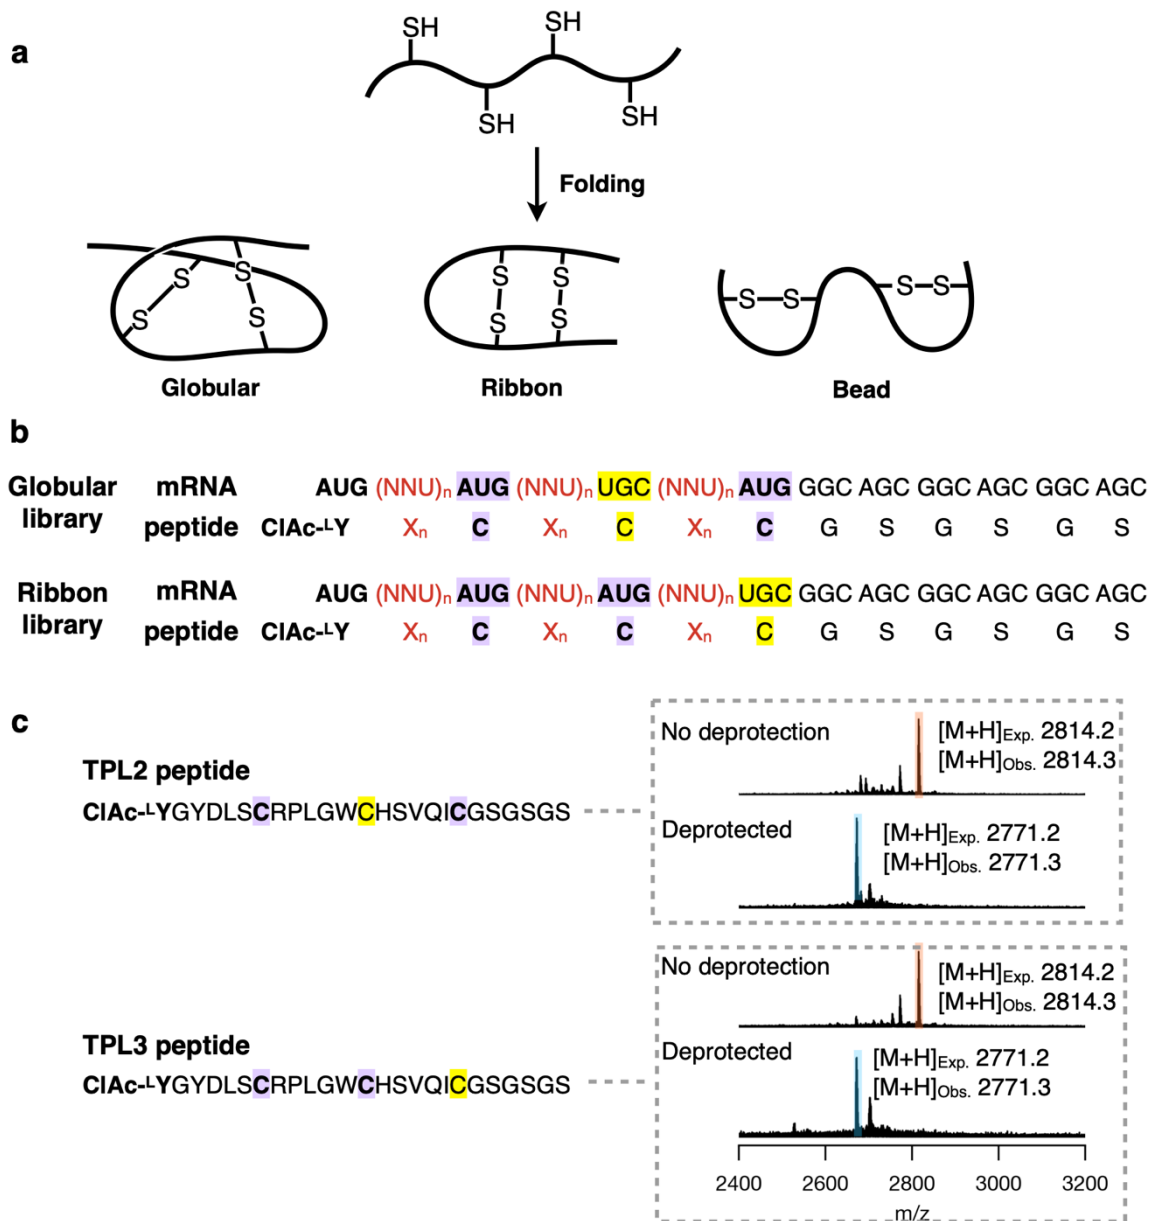 a
SH
SH
SH
SH
Folding
S
S
S
S
Globular
S
S
S
S
Ribbon
S
S
S
S
Bead
b
Globular library
mRNA AUG (NNU)n AUG (NNU)n UGC (NNU)n AUG GGC AGC GGC AGC GGC AGC
peptide ClAc-LY Xn C Xn C Xn C G S G S G S
Ribbon library
mRNA AUG (NNU)n AUG (NNU)n AUG (NNU)n UGC GGC AGC GGC AGC GGC AGC
peptide ClAc-LY Xn C Xn C Xn C G S G S G S
c
TPL2 peptide
ClAc-LYGYDLSCRPLGWCHSVQICGSGSGS
No deprotection
[M+H]Exp. 2814.2
[M+H]Obs. 2814.3
Deprotected
[M+H]Exp. 2771.2
[M+H]Obs. 2771.3
TPL3 peptide
ClAc-LYGYDLSCRPLGWCHSVQICGSGSGS
No deprotection
[M+H]Exp. 2814.2
[M+H]Obs. 2814.3
Deprotected
[M+H]Exp. 2771.2
[M+H]Obs. 2771.3
2400 2600 2800 3000 3200
m/z